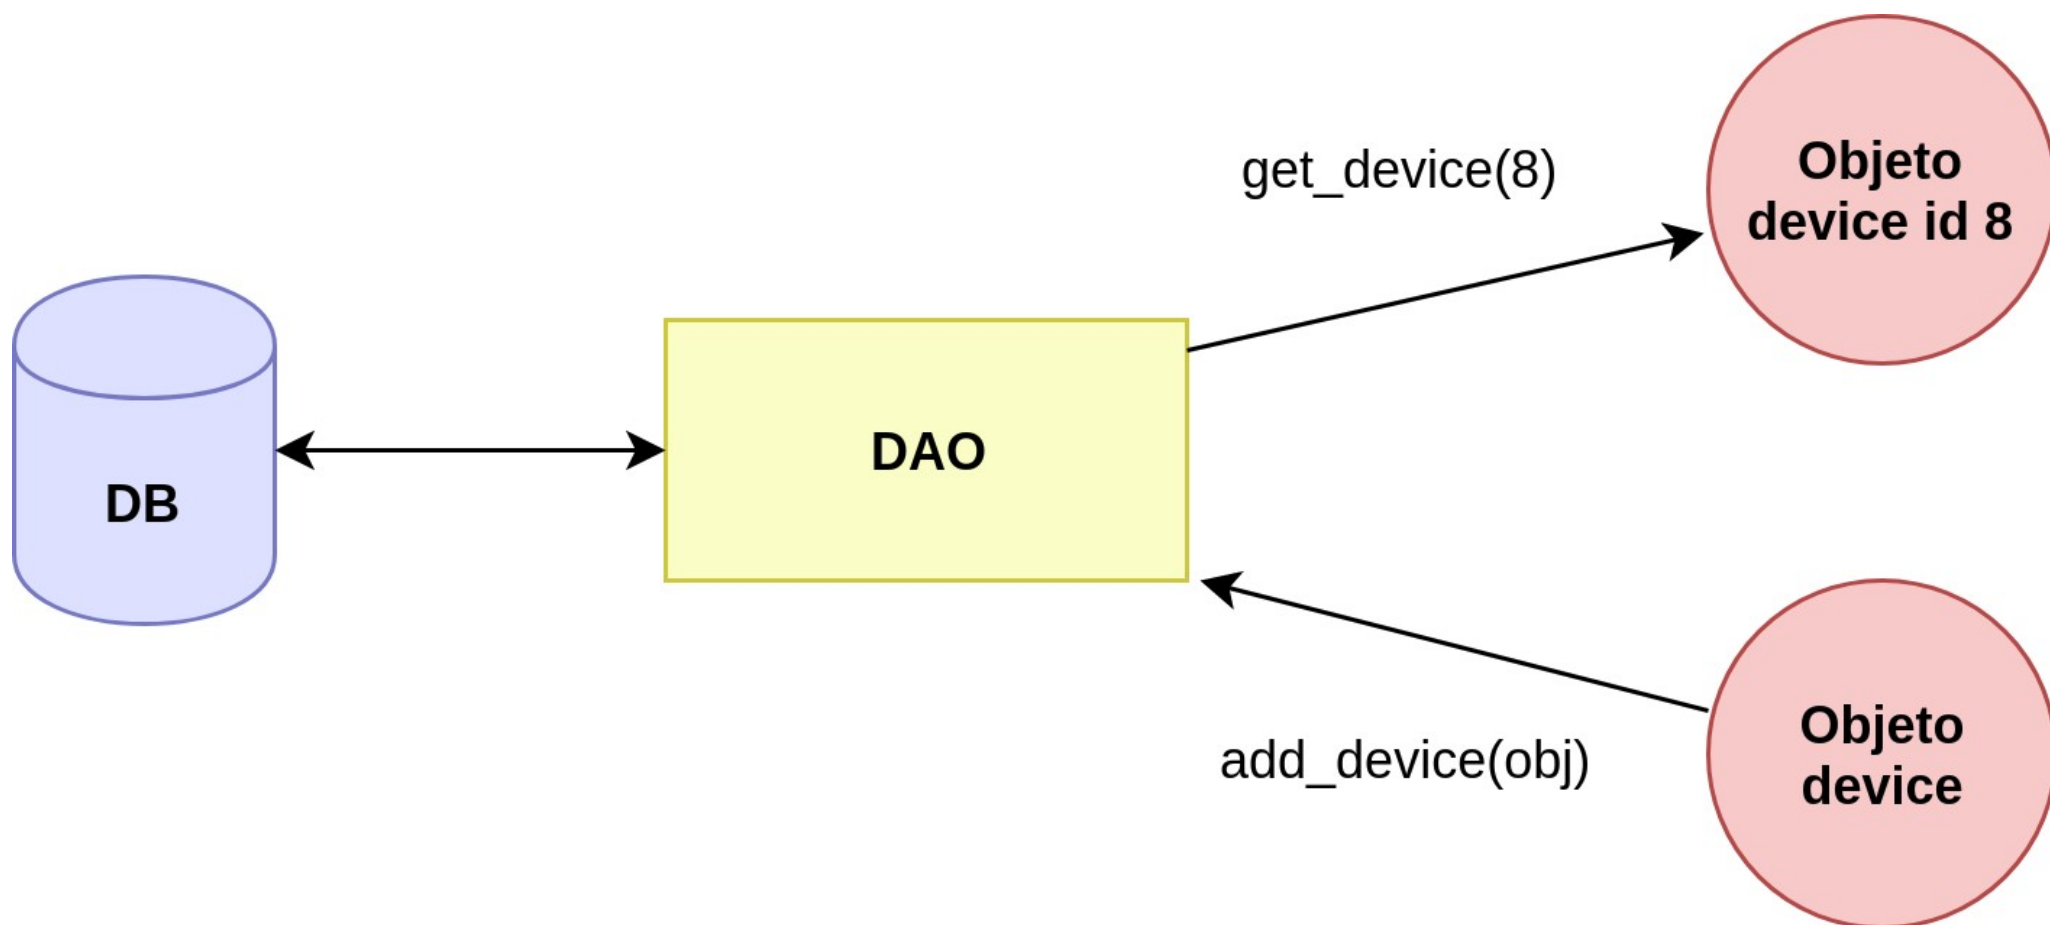 get_device(8)
Objeto
device id 8
DB
DAO
add_device(obj)
Objeto
device